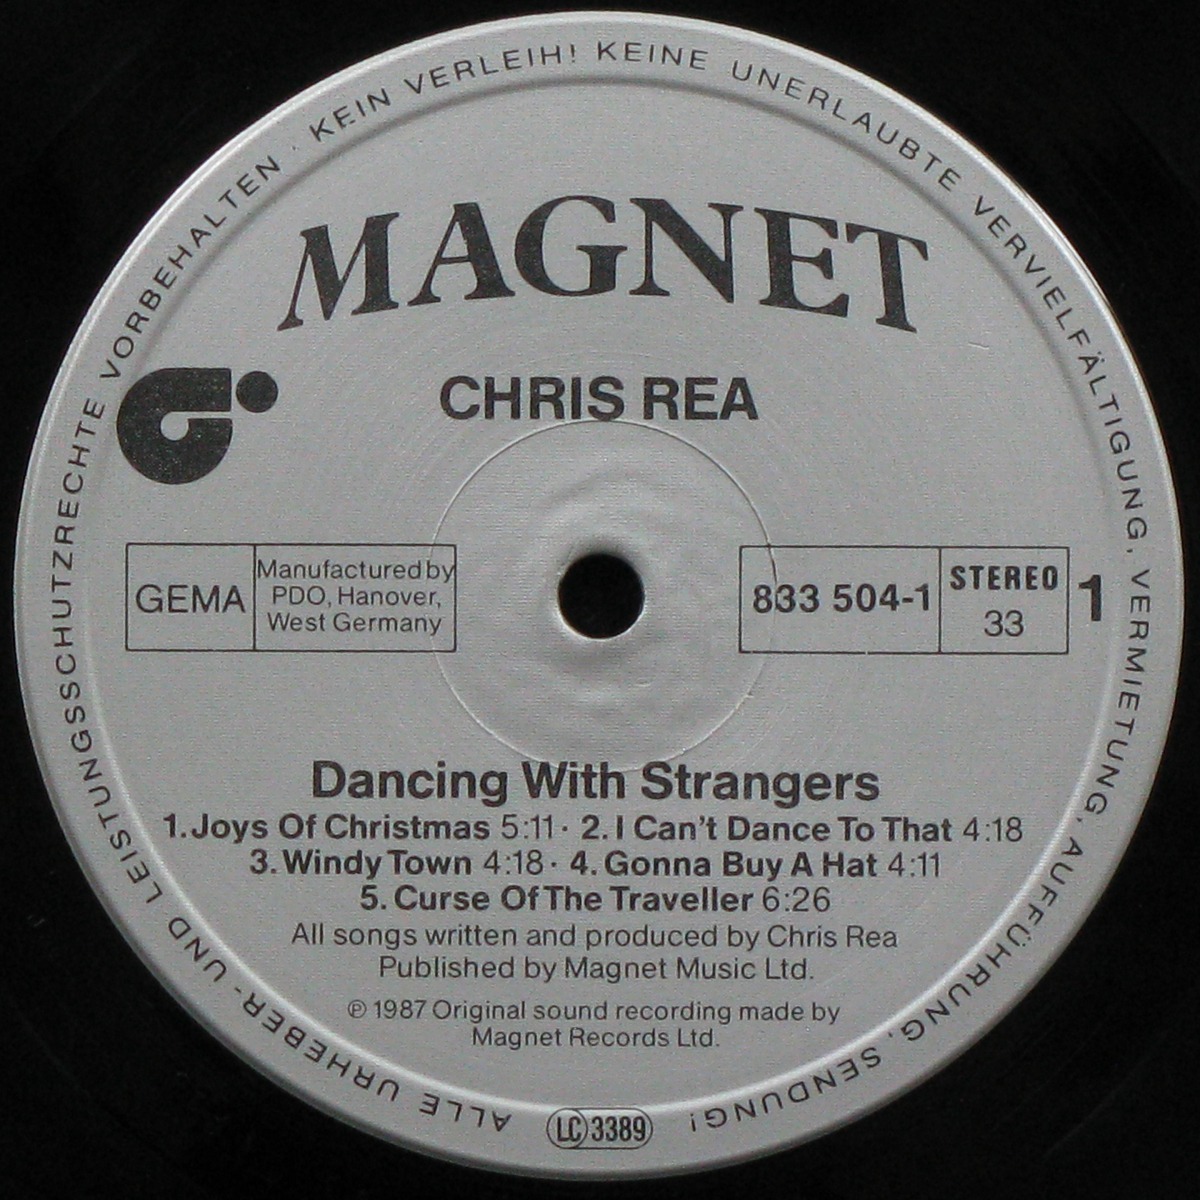 ALLE URHEBER- UND LEISTUNGSSCHUTZRECHTE VORBEHALTEN · KEIN VERLEIH! KEINE UNERLAUBTE VERVIELFÄLTIGUNG, VERMIETUNG, AUFFÜHRUNG, SENDUNG!
MAGNET
CHRIS REA
GEMA
Manufactured by
PDO, Hanover,
West Germany
833 504-1
STEREO
33
1
Dancing With Strangers
1. Joys Of Christmas 5:11 · 2. I Can't Dance To That 4:18
3. Windy Town 4:18 · 4. Gonna Buy A Hat 4:11
5. Curse Of The Traveller 6:26
All songs written and produced by Chris Rea
Published by Magnet Music Ltd.
℗ 1987 Original sound recording made by
Magnet Records Ltd.
LC 3389